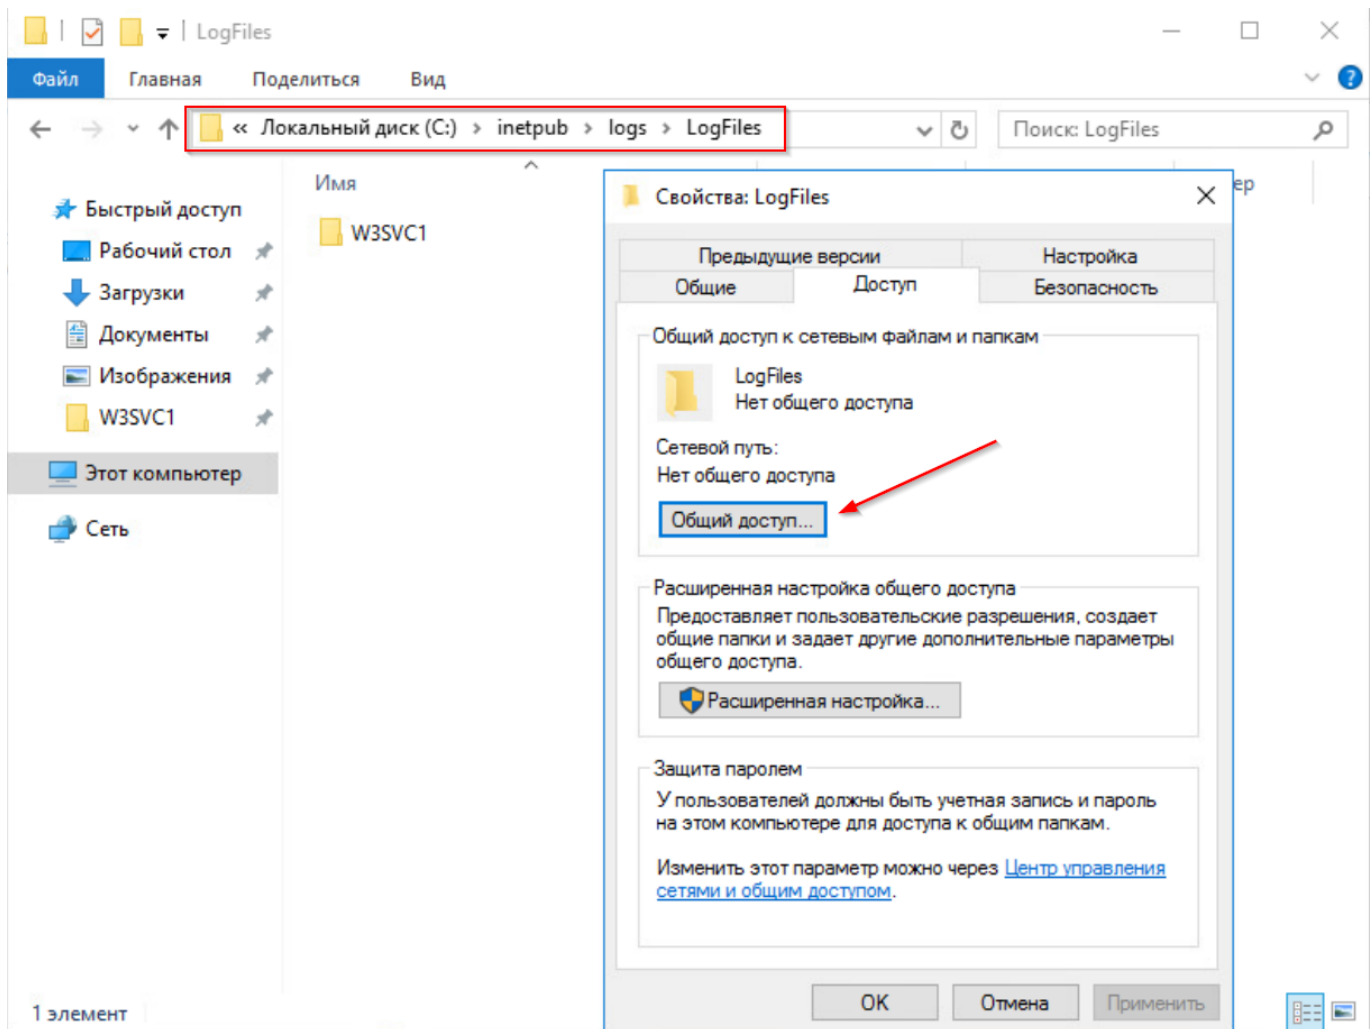 LogFiles
Файл Главная Поделиться Вид
« Локальный диск (C:) › inetpub › logs › LogFiles
Поиск: LogFiles
Имя
ер
Быстрый доступ
Рабочий стол
Загрузки
Документы
Изображения
W3SVC1
Этот компьютер
Сеть
W3SVC1
Свойства: LogFiles
Предыдущие версии Настройка
Общие Доступ Безопасность
Общий доступ к сетевым файлам и папкам
LogFiles
Нет общего доступа
Сетевой путь:
Нет общего доступа
Общий доступ...
Расширенная настройка общего доступа
Предоставляет пользовательские разрешения, создает
общие папки и задает другие дополнительные параметры
общего доступа.
Расширенная настройка...
Защита паролем
У пользователей должны быть учетная запись и пароль
на этом компьютере для доступа к общим папкам.
Изменить этот параметр можно через Центр управления
сетями и общим доступом.
OK Отмена Применить
1 элемент